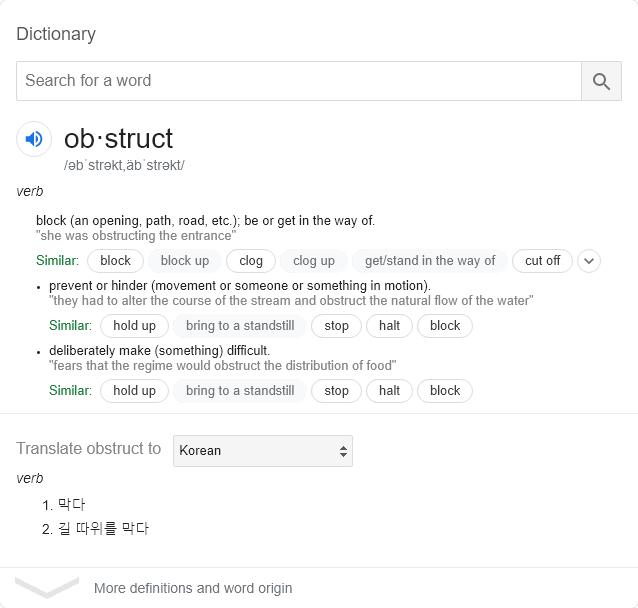 Dictionary
Search for a word
ob·struct
/əbˈstrəkt,äbˈstrəkt/
verb
block (an opening, path, road, etc.); be or get in the way of.
"she was obstructing the entrance"
Similar: block block up clog clog up get/stand in the way of cut off
• prevent or hinder (movement or someone or something in motion).
"they had to alter the course of the stream and obstruct the natural flow of the water"
Similar: hold up bring to a standstill stop halt block
• deliberately make (something) difficult.
"fears that the regime would obstruct the distribution of food"
Similar: hold up bring to a standstill stop halt block
Translate obstruct to Korean
verb
1. 막다
2. 길 따위를 막다
More definitions and word origin